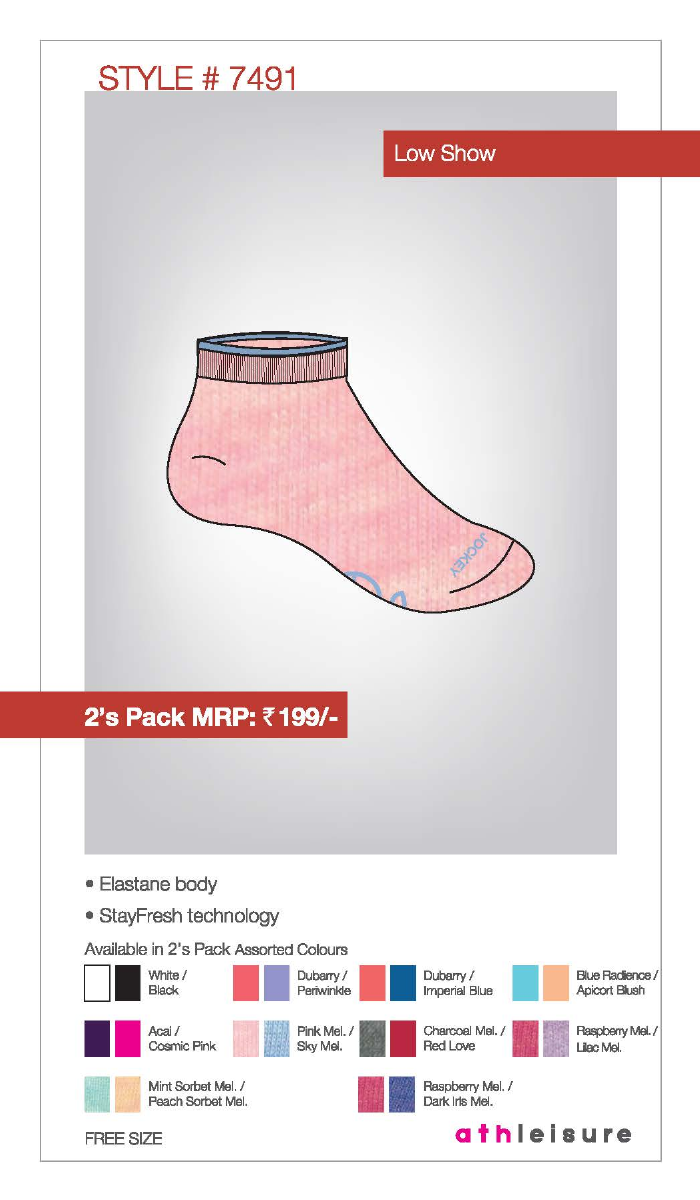 STYLE # 7491
Low Show
JOCKEY
2's Pack MRP: ₹199/-
• Elastane body
• StayFresh technology
Available in 2's Pack Assorted Colours
White /
Black
Dubarry /
Periwinkle
Dubarry /
Imperial Blue
Blue Radience /
Apicort Blush
Acai /
Cosmic Pink
Pink Mel. /
Sky Mel.
Charcoal Mel. /
Red Love
Raspberry Mel. /
Lilac Mel.
Mint Sorbet Mel. /
Peach Sorbet Mel.
Raspberry Mel. /
Dark Iris Mel.
FREE SIZE
athleisure